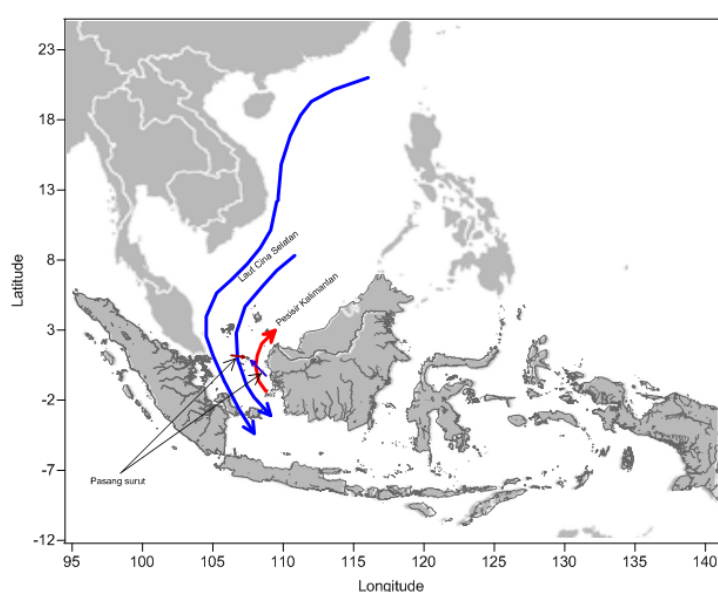 23
18
13
8
3
-2
-7
-12
Latitude
Laut Cina Selatan
Pesisir Kalimantan
Pasang surut
95 100 105 110 115 120 125 130 135 140
Longitude